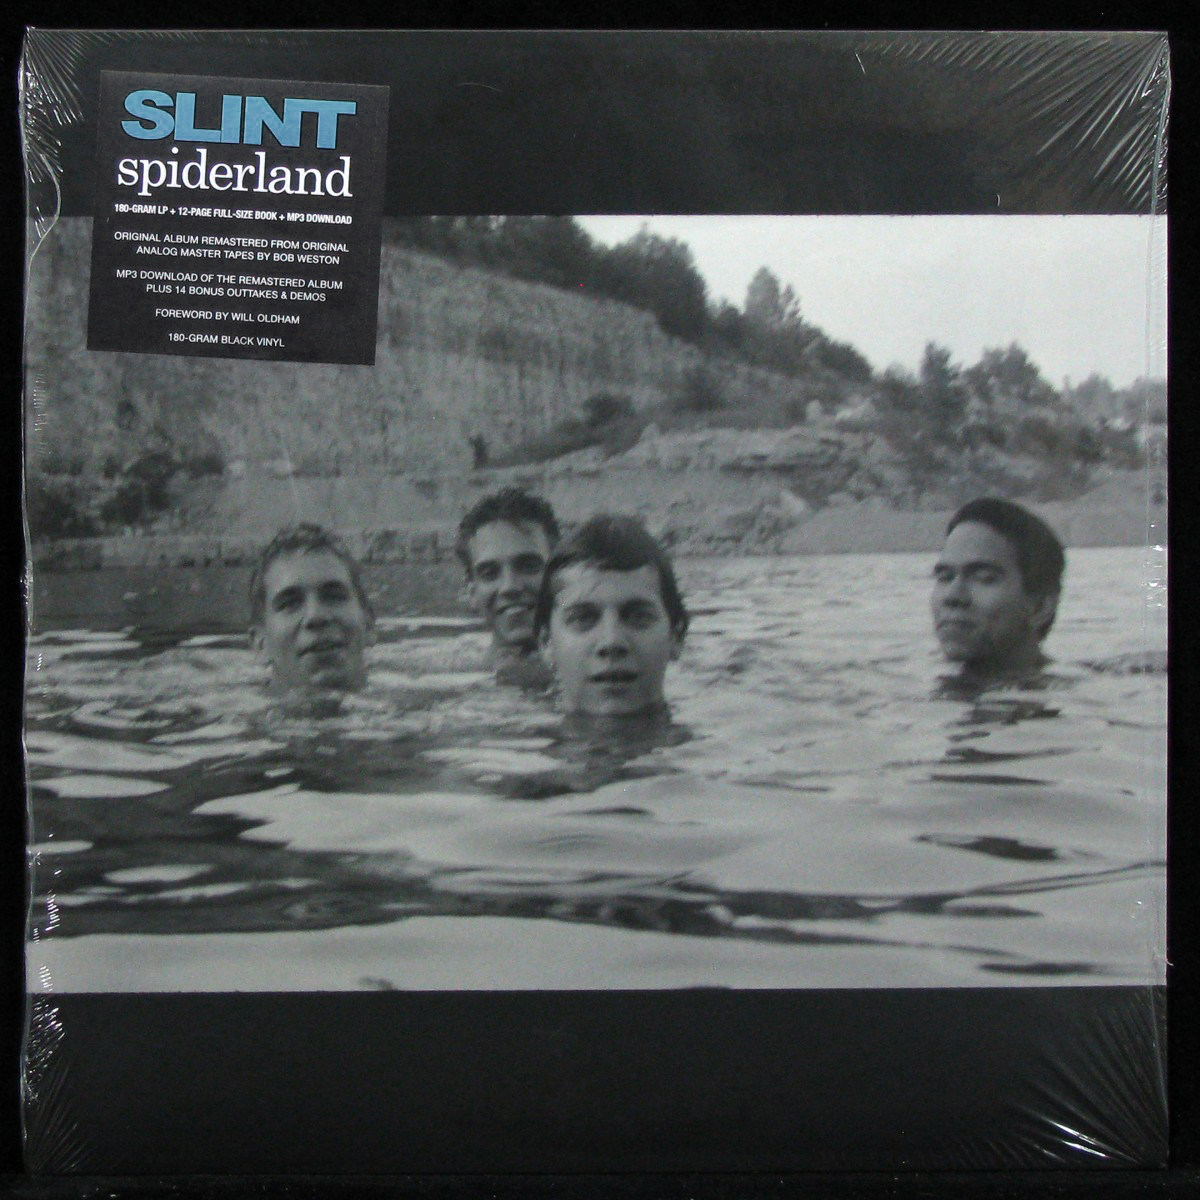 SLINT
spiderland
180-GRAM LP + 12-PAGE FULL-SIZE BOOK + MP3 DOWNLOAD
ORIGINAL ALBUM REMASTERED FROM ORIGINAL
ANALOG MASTER TAPES BY BOB WESTON
MP3 DOWNLOAD OF THE REMASTERED ALBUM
PLUS 14 BONUS OUTTAKES & DEMOS
FOREWORD BY WILL OLDHAM
180-GRAM BLACK VINYL